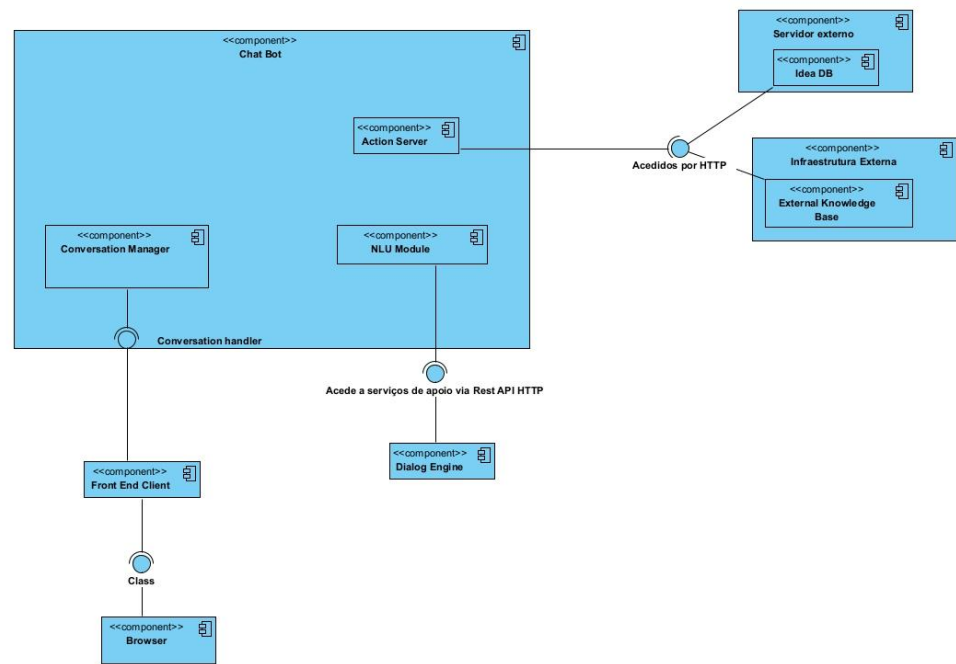 <<component>>
Chat Bot
<<component>>
Servidor externo
<<component>>
Idea DB
<<component>>
Action Server
Acedidos por HTTP
<<component>>
Infraestrutura Externa
<<component>>
External Knowledge
Base
<<component>>
Conversation Manager
<<component>>
NLU Module
Conversation handler
Acede a serviços de apoio via Rest API HTTP
<<component>>
Dialog Engine
<<component>>
Front End Client
Class
<<component>>
Browser